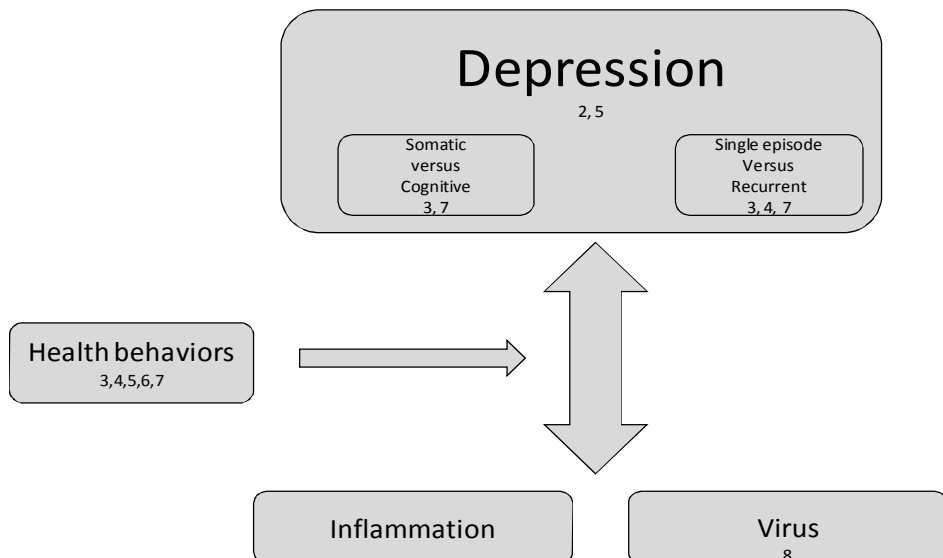 Depression
2, 5
Somatic
versus
Cognitive
3, 7
Single episode
Versus
Recurrent
3, 4, 7
Health behaviors
3,4,5,6,7
Inflammation
Virus
8